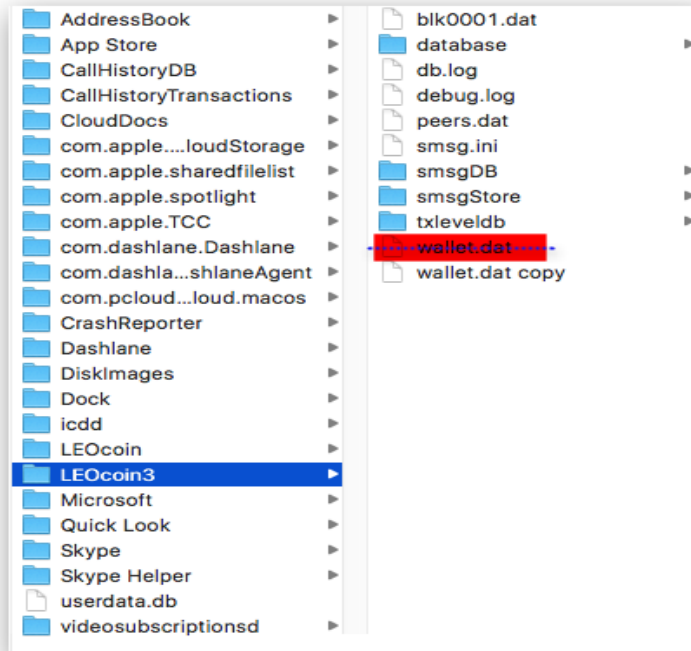 AddressBook
App Store
CallHistoryDB
CallHistoryTransactions
CloudDocs
com.apple....loudStorage
com.apple.sharedfilelist
com.apple.spotlight
com.apple.TCC
com.dashlane.Dashlane
com.dashla...shlaneAgent
com.pcloud...loud.macos
CrashReporter
Dashlane
DiskImages
Dock
icdd
LEOcoin
LEOcoin3
Microsoft
Quick Look
Skype
Skype Helper
userdata.db
videosubscriptionsd
blk0001.dat
database
db.log
debug.log
peers.dat
smsg.ini
smsgDB
smsgStore
txleveldb
wallet.dat
wallet.dat copy